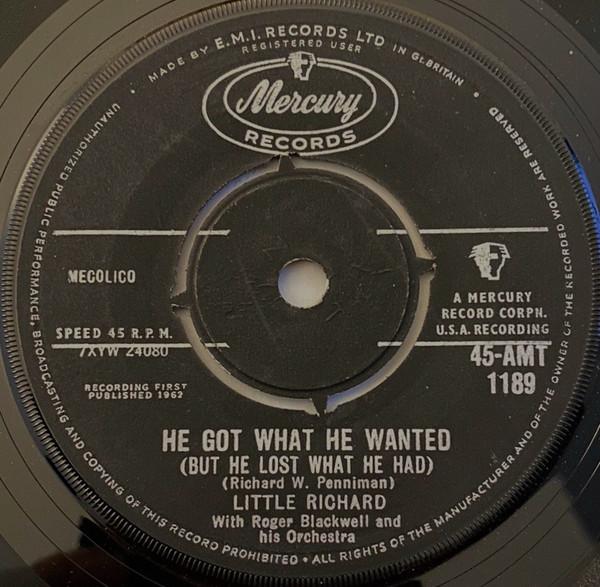 MADE BY E.M.I. RECORDS LTD IN GT. BRITAIN
REGISTERED USER
Mercury
RECORDS
MECOLICO
SPEED 45 R.P.M.
7XYW 24080
RECORDING FIRST
PUBLISHED 1962
A MERCURY
RECORD CORPN.
U.S.A. RECORDING
45-AMT
1189
HE GOT WHAT HE WANTED
(BUT HE LOST WHAT HE HAD)
(Richard W. Penniman)
LITTLE RICHARD
With Roger Blackwell and
his Orchestra
UNAUTHORIZED PUBLIC PERFORMANCE, BROADCASTING AND COPYING OF THIS RECORD PROHIBITED • ALL RIGHTS OF THE MANUFACTURER AND OF THE OWNER OF THE RECORDED WORK ARE RESERVED